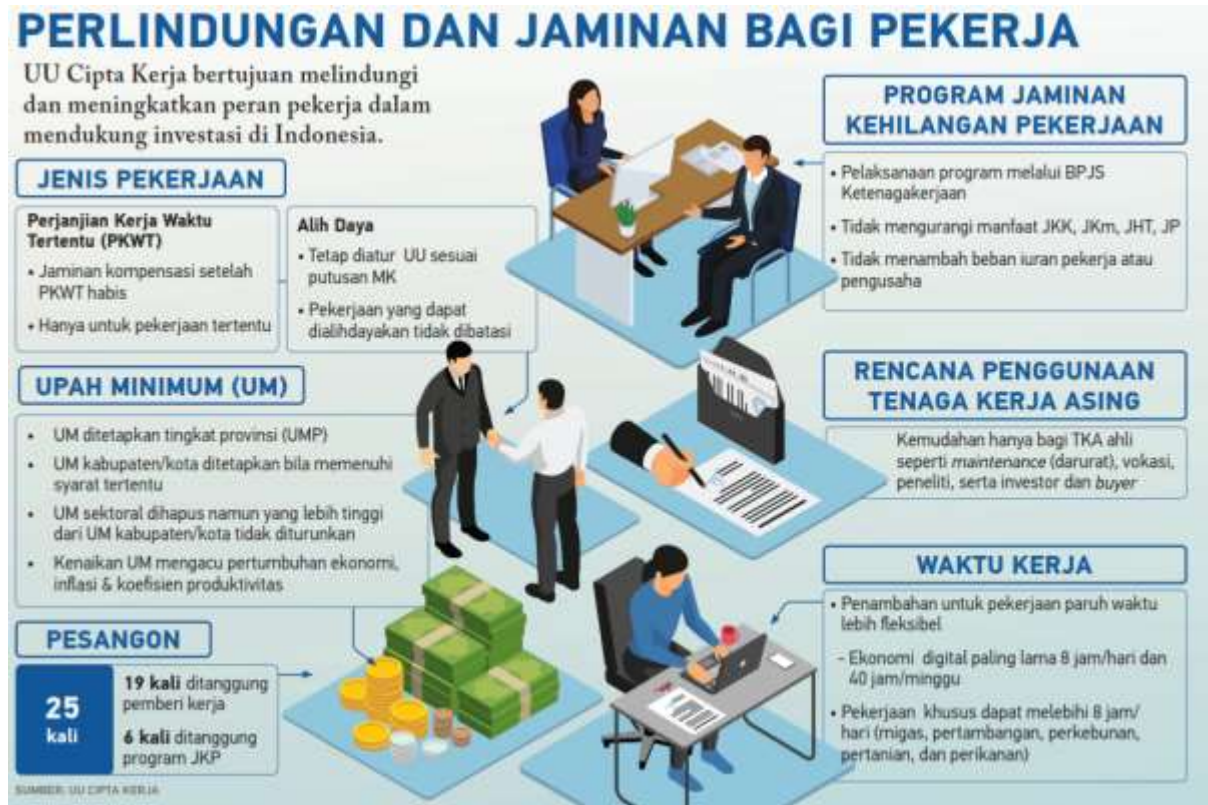 PERLINDUNGAN DAN JAMINAN BAGI PEKERJA
UU Cipta Kerja bertujuan melindungi
dan meningkatkan peran pekerja dalam
mendukung investasi di Indonesia.
JENIS PEKERJAAN
Perjanjian Kerja Waktu
Tertentu (PKWT)
• Jaminan kompensasi setelah
PKWT habis
• Hanya untuk pekerjaan tertentu
Alih Daya
• Tetap diatur UU sesuai
putusan MK
• Pekerjaan yang dapat
dialihdayakan tidak dibatasi
UPAH MINIMUM (UM)
• UM ditetapkan tingkat provinsi (UMP)
• UM kabupaten/kota ditetapkan bila memenuhi
syarat tertentu
• UM sektoral dihapus namun yang lebih tinggi
dari UM kabupaten/kota tidak diturunkan
• Kenaikan UM mengacu pertumbuhan ekonomi,
inflasi & koefisien produktivitas
PESANGON
25
kali
19 kali ditanggung
pemberi kerja
6 kali ditanggung
program JKP
SUMBER: UU CIPTA KERJA
PROGRAM JAMINAN
KEHILANGAN PEKERJAAN
• Pelaksanaan program melalui BPJS
Ketenagakerjaan
• Tidak mengurangi manfaat JKK, JKm, JHT, JP
• Tidak menambah beban iuran pekerja atau
pengusaha
RENCANA PENGGUNAAN
TENAGA KERJA ASING
Kemudahan hanya bagi TKA ahli
seperti maintenance (darurat), vokasi,
peneliti, serta investor dan buyer
WAKTU KERJA
• Penambahan untuk pekerjaan paruh waktu
lebih fleksibel
- Ekonomi digital paling lama 8 jam/hari dan
40 jam/minggu
• Pekerjaan khusus dapat melebihi 8 jam/
hari (migas, pertambangan, perkebunan,
pertanian, dan perikanan)